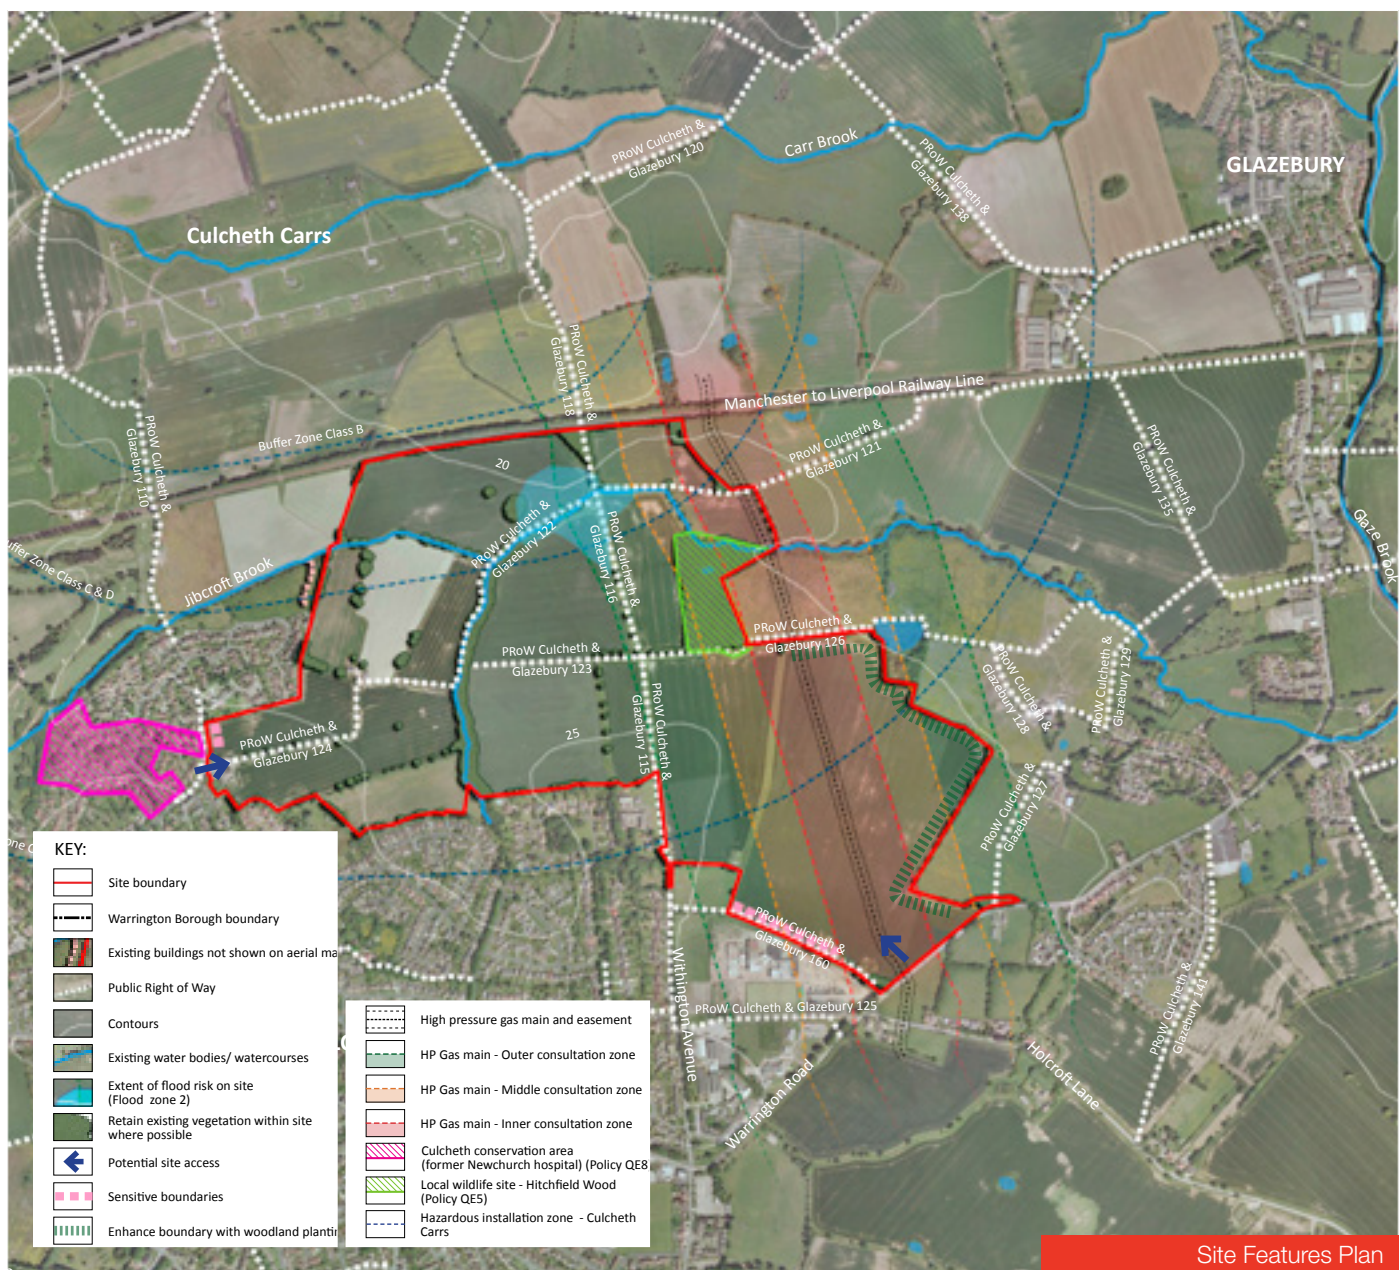 PRoW Culcheth &
Glazebury 120
Carr Brook
PRoW Culcheth &
Glazebury 138
GLAZEBURY
Culcheth Carrs
PRoW Culcheth &
Glazebury 118
Manchester to Liverpool Railway Line
Buffer Zone Class B
PRoW Culcheth &
Glazebury 121
PRoW Culcheth &
Glazebury 110
20
PRoW Culcheth &
Glazebury 135
PRoW Culcheth &
Glazebury 122
PRoW Culcheth &
Glazebury 116
Glaze Brook
uffer Zone Class C & D
Jibcroft Brook
PRoW Culcheth &
Glazebury 126
PRoW Culcheth &
Glazebury 123
RoW Culcheth &
Glazebury 128
PRoW Culcheth &
Glazebury 129
PRoW Culcheth &
Glazebury 115
PRoW Culcheth &
Glazebury 124
25
PRoW Culcheth &
Glazebury 127
PRoW Culcheth &
Glazebury 160
Withington Avenue
PRoW Culcheth & Glazebury 125
PRoW Culcheth &
Glazebury 141
Warrington Road
Holcroft Lane
KEY:
Site boundary
Warrington Borough boundary
Existing buildings not shown on aerial ma
Public Right of Way
Contours
Existing water bodies/ watercourses
Extent of flood risk on site
(Flood zone 2)
Retain existing vegetation within site
where possible
Potential site access
Sensitive boundaries
Enhance boundary with woodland plantin
High pressure gas main and easement
HP Gas main - Outer consultation zone
HP Gas main - Middle consultation zone
HP Gas main - Inner consultation zone
Culcheth conservation area
(former Newchurch hospital) (Policy QE8
Local wildlife site - Hitchfield Wood
(Policy QE5)
Hazardous installation zone - Culcheth
Carrs
Site Features Plan